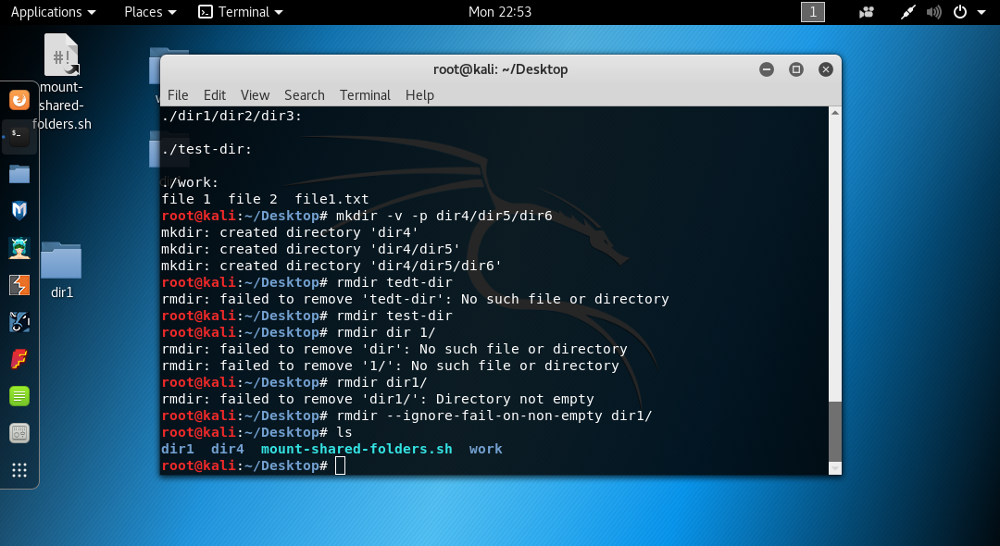 Applications Places Terminal Mon 22:53 1
#!
mount-
shared-
folders.sh
dir1
root@kali: ~/Desktop
File Edit View Search Terminal Help
./dir1/dir2/dir3:
./test-dir:
./work:
file 1  file 2  file1.txt
root@kali:~/Desktop# mkdir -v -p dir4/dir5/dir6
mkdir: created directory 'dir4'
mkdir: created directory 'dir4/dir5'
mkdir: created directory 'dir4/dir5/dir6'
root@kali:~/Desktop# rmdir tedt-dir
rmdir: failed to remove 'tedt-dir': No such file or directory
root@kali:~/Desktop# rmdir test-dir
root@kali:~/Desktop# rmdir dir 1/
rmdir: failed to remove 'dir': No such file or directory
rmdir: failed to remove '1/': No such file or directory
root@kali:~/Desktop# rmdir dir1/
rmdir: failed to remove 'dir1/': Directory not empty
root@kali:~/Desktop# rmdir --ignore-fail-on-non-empty dir1/
root@kali:~/Desktop# ls
dir1  dir4  mount-shared-folders.sh  work
root@kali:~/Desktop#